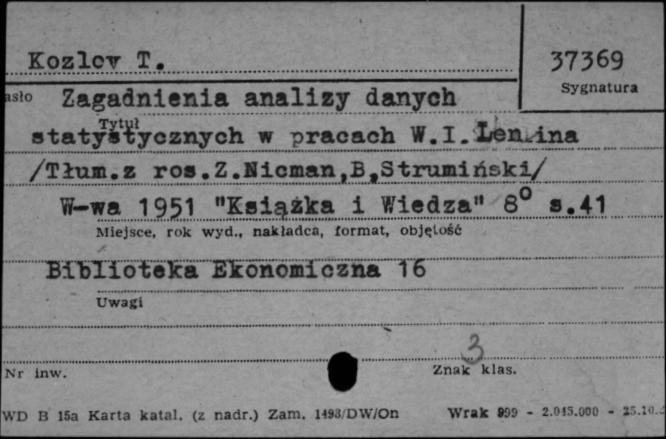 Kozlov T.
37369
Sygnatura
asło Zagadnienia analizy danych
Tytuł
statystycznych w pracach W.I.Lenina
/Tłum.z ros.Z.Nicman,B,Strumiński/
W-wa 1951 "Książka i Wiedza" 8° s.41
Miejsce, rok wyd., nakładca, format, objętość
Biblioteka Ekonomiczna 16
Uwagi
3
Nr inw.
Znak klas.
WD B 15a Karta katal. (z nadr.) Zam. 1493/DW/On Wrak 999 - 2.045.000 - 25.10.